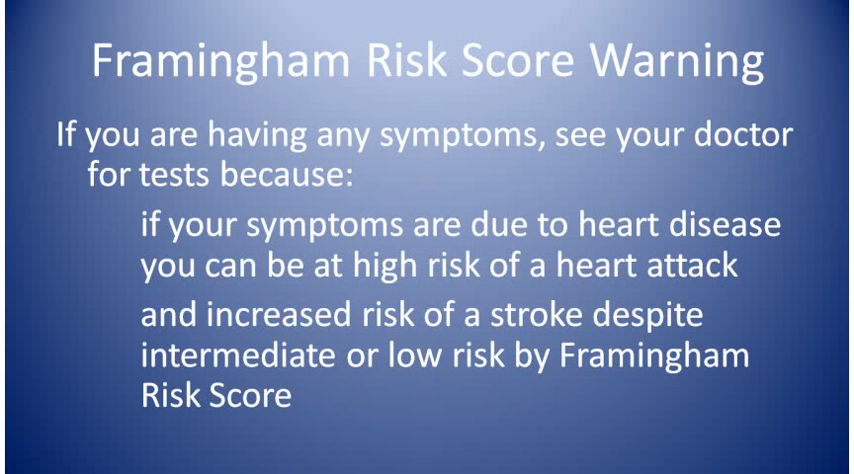 Framingham Risk Score Warning
If you are having any symptoms, see your doctor
for tests because:
if your symptoms are due to heart disease
you can be at high risk of a heart attack
and increased risk of a stroke despite
intermediate or low risk by Framingham
Risk Score